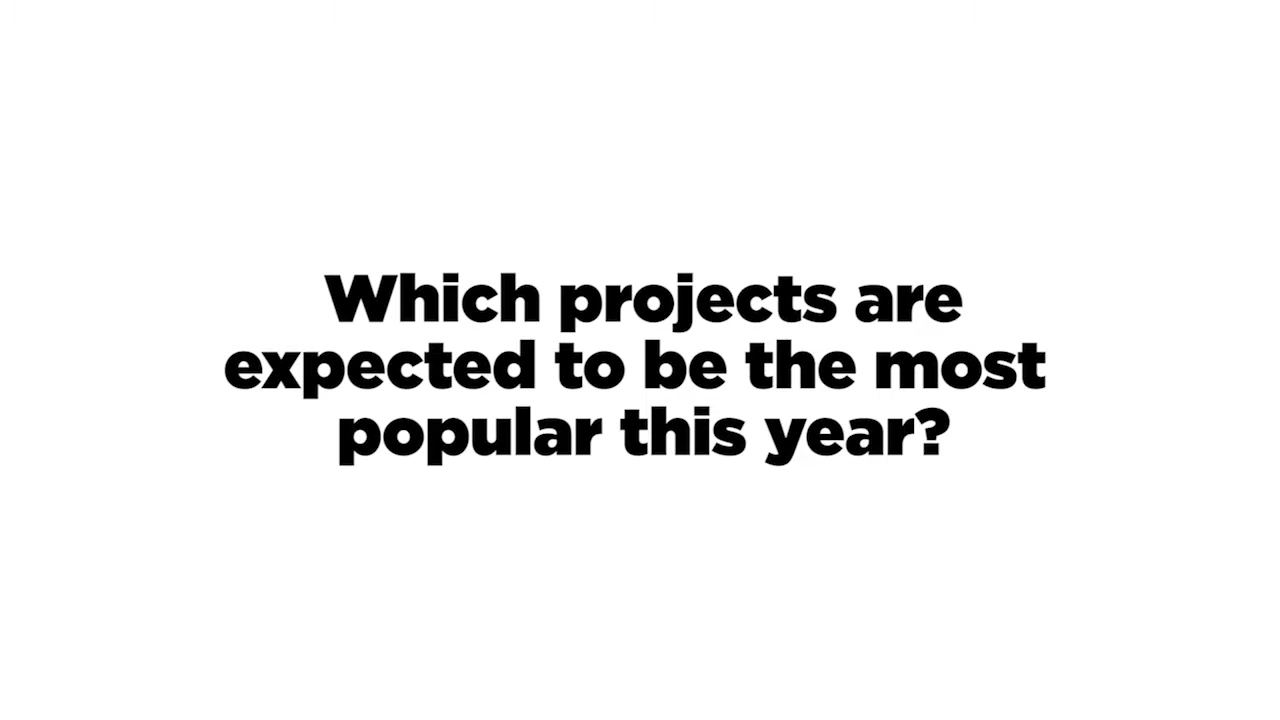 Which projects are
expected to be the most
popular this year?